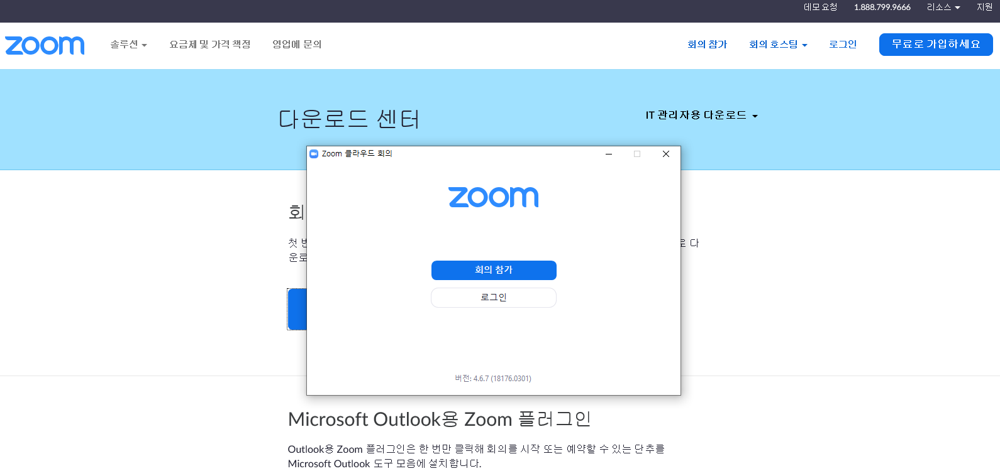 데모 요청 1.888.799.9666 리소스 지원
zoom 솔루션 요금제 및 가격 책정 영업에 문의 회의 참가 회의 호스팅 로그인 무료로 가입하세요
다운로드 센터 IT 관리자용 다운로드
Zoom 클라우드 회의
zoom
회의 참가
로그인
버전: 4.6.7 (18176.0301)
회
첫 번
로 다
운로
Microsoft Outlook용 Zoom 플러그인
Outlook용 Zoom 플러그인은 한 번만 클릭해 회의를 시작 또는 예약할 수 있는 단추를
Microsoft Outlook 도구 모음에 설치합니다.